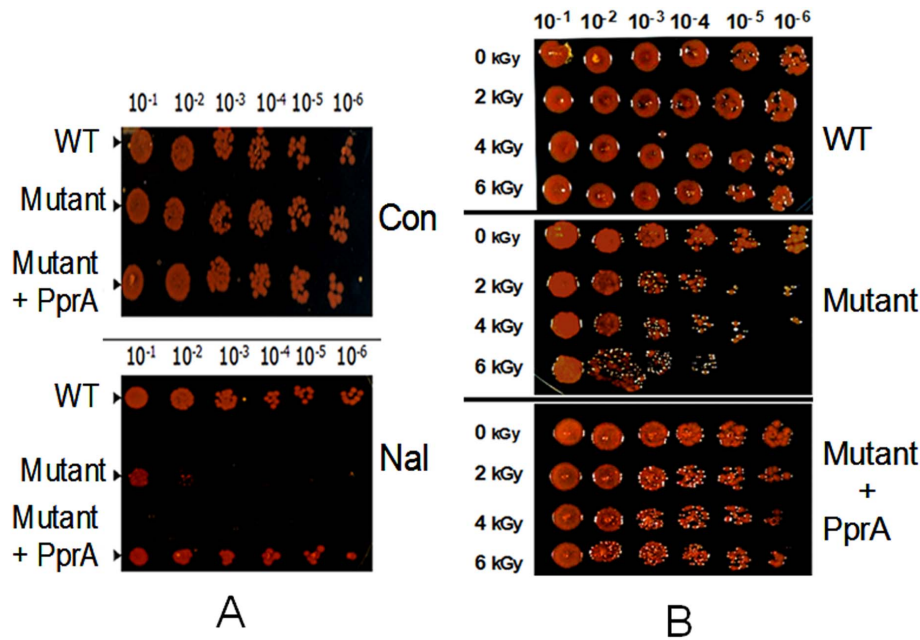 10-1 10-2 10-3 10-4 10-5 10-6
WT
Mutant
Mutant
+ PprA
Con
10-1 10-2 10-3 10-4 10-5 10-6
WT
Mutant
Mutant
+ PprA
Nal
A
10-1 10-2 10-3 10-4 10-5 10-6
0 kGy
2 kGy
4 kGy
6 kGy
WT
0 kGy
2 kGy
4 kGy
6 kGy
Mutant
0 kGy
2 kGy
4 kGy
6 kGy
Mutant
+
PprA
B